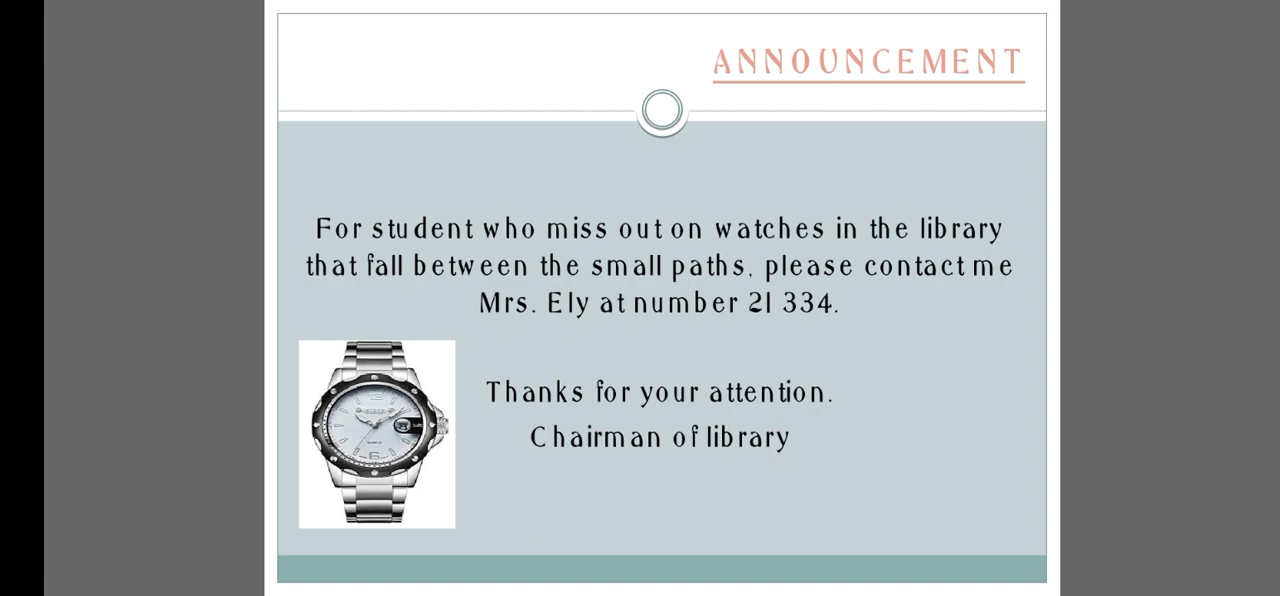 ANNOUNCEMENT
For student who miss out on watches in the library
that fall between the small paths, please contact me
Mrs. Ely at number 21 334.
Thanks for your attention.
Chairman of library